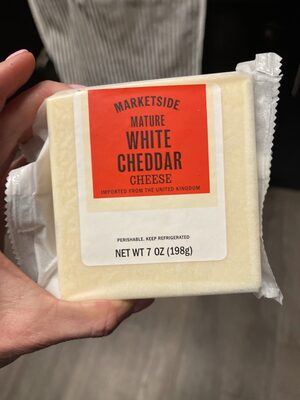 MARKETSIDE
MATURE
WHITE
CHEDDAR
CHEESE
IMPORTED FROM THE UNITED KINGDOM
PERISHABLE, KEEP REFRIGERATED
NET WT 7 OZ (198g)